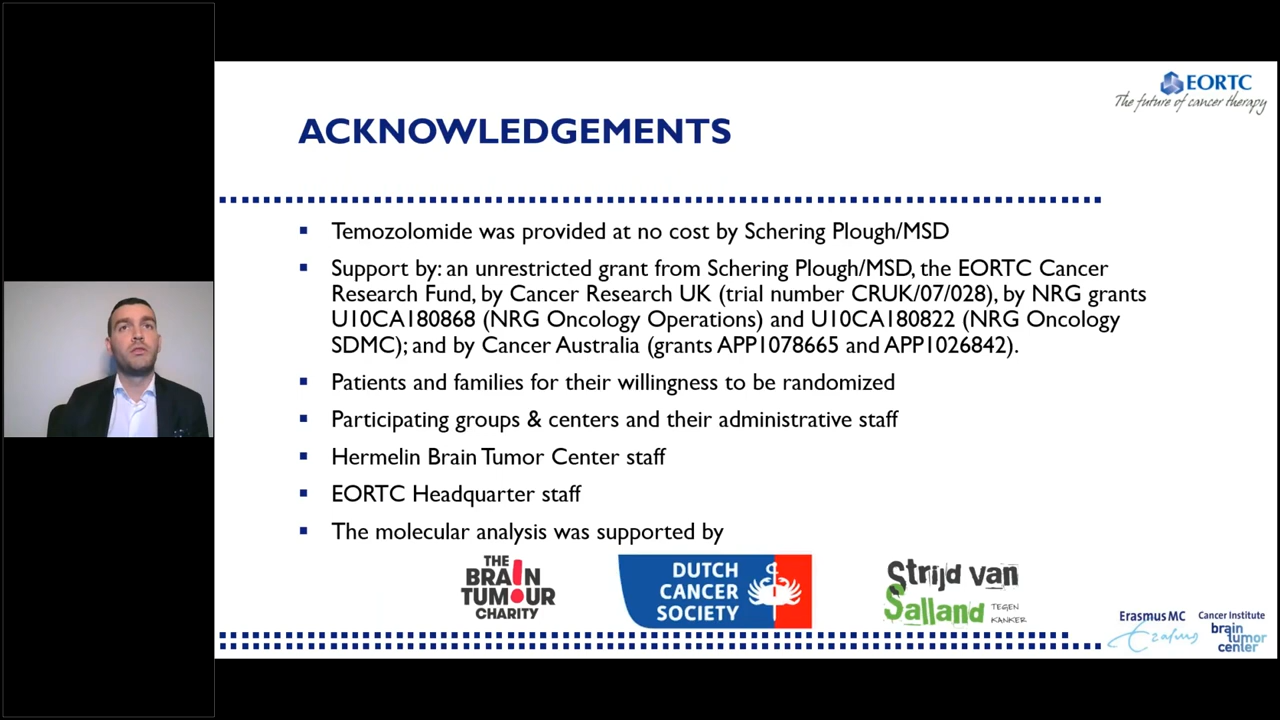 EORTC
The future of cancer therapy
ACKNOWLEDGEMENTS
Temozolomide was provided at no cost by Schering Plough/MSD
Support by: an unrestricted grant from Schering Plough/MSD, the EORTC Cancer
Research Fund, by Cancer Research UK (trial number CRUK/07/028), by NRG grants
U10CA180868 (NRG Oncology Operations) and U10CA180822 (NRG Oncology
SDMC); and by Cancer Australia (grants APP1078665 and APP1026842).
Patients and families for their willingness to be randomized
Participating groups & centers and their administrative staff
Hermelin Brain Tumor Center staff
EORTC Headquarter staff
The molecular analysis was supported by
THE
BRA!N
TUMOUR
CHARITY
DUTCH
CANCER
SOCIETY
Strijd van
Salland TEGEN
KANKER
Erasmus MC
Erasmus
Cancer Institute
brain
tumor
center